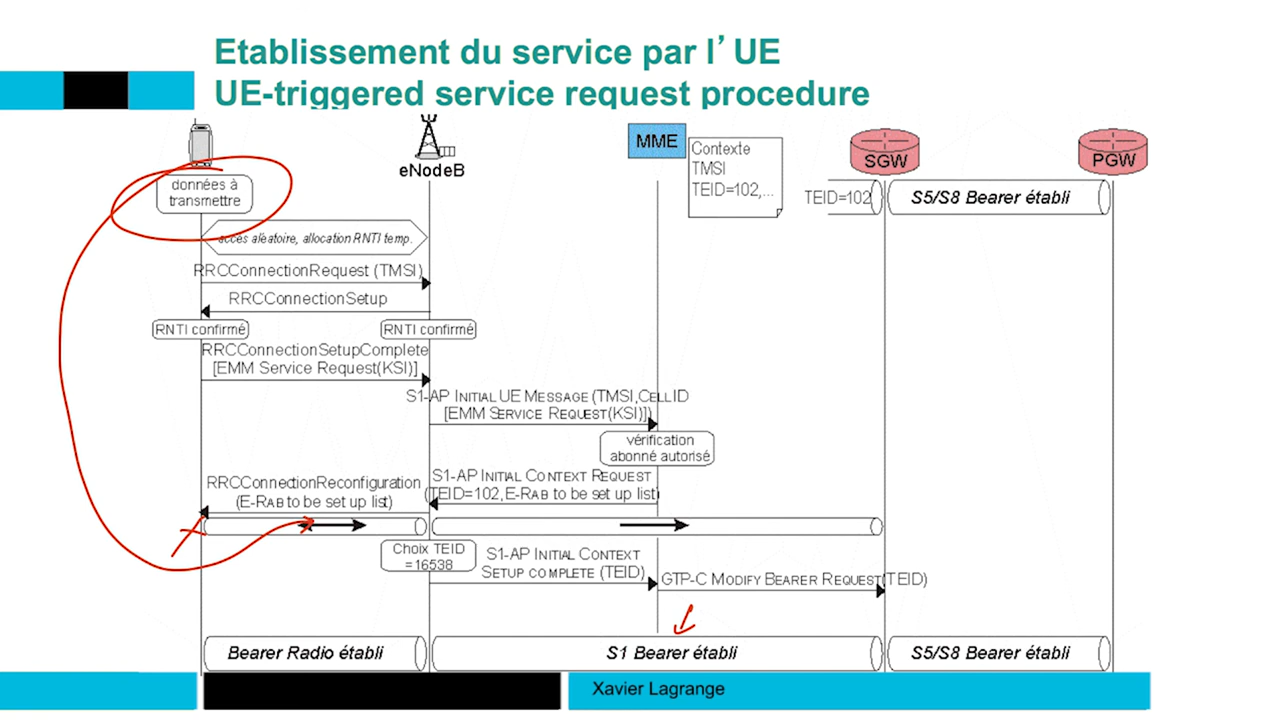 Etablissement du service par l’UE
UE-triggered service request procedure
eNodeB
MME
Contexte
TMSI
TEID=102,...
SGW
PGW
données à
transmettre
TEID=102
S5/S8 Bearer établi
accès aléatoire, allocation RNTI temp.
RRCConnectionRequest (TMSI)
RRCConnectionSetup
RNTI confirmé
RNTI confirmé
RRCConnectionSetupComplete
[EMM Service Request(KSI)]
S1-AP INITIAL UE MESSAGE (TMSI,CELL ID
[EMM SERVICE REQUEST(KSI)])
vérification
abonné autorisé
RRCConnectionReconfiguration
(E-RAB to be set up list)
S1-AP INITIAL CONTEXT REQUEST
(TEID=102,E-RAB to be set up list)
Choix TEID
=16538
S1-AP INITIAL CONTEXT
SETUP COMPLETE (TEID)
GTP-C MODIFY BEARER REQUEST(TEID)
Bearer Radio établi
S1 Bearer établi
S5/S8 Bearer établi
Xavier Lagrange